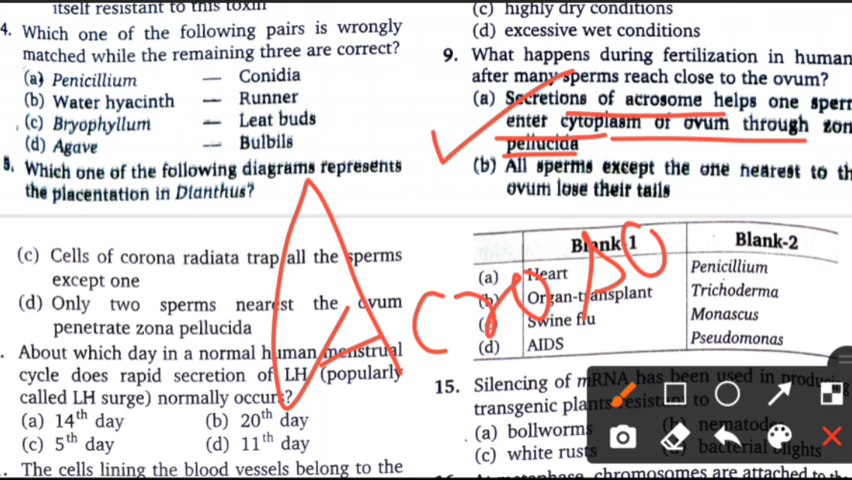 itself resistant to this toxin
4. Which one of the following pairs is wrongly
matched while the remaining three are correct?
(a) Penicillium — Conidia
(b) Water hyacinth — Runner
(c) Bryophyllum — Leat buds
(d) Agave — Bulbils
5. Which one of the following diagrams represents
the placentation in Dianthus?
(c) Cells of corona radiata trap all the sperms
except one
(d) Only two sperms nearest the ovum
penetrate zona pellucida
. About which day in a normal human menstrual
cycle does rapid secretion of LH (popularly
called LH surge) normally occurs?
(a) 14th day (b) 20th day
(c) 5th day (d) 11th day
. The cells lining the blood vessels belong to the
(c) highly dry conditions
(d) excessive wet conditions
9. What happens during fertilization in human
after many sperms reach close to the ovum?
(a) Secretions of acrosome helps one sperm
enter cytoplasm of ovum through zon
pellucida
(b) All sperms except the one nearest to th
ovum lose their tails
Blank-1 Blank-2
(a) Heart Penicillium
(b) Organ-transplant Trichoderma
(c) Swine flu Monascus
(d) AIDS Pseudomonas
15. Silencing of mRNA has been used in producing
transgenic plants resistant to
(a) bollworms (b) nematodes
(c) white rusts (d) bacterial blights
chromosomes are attached to the
Acro